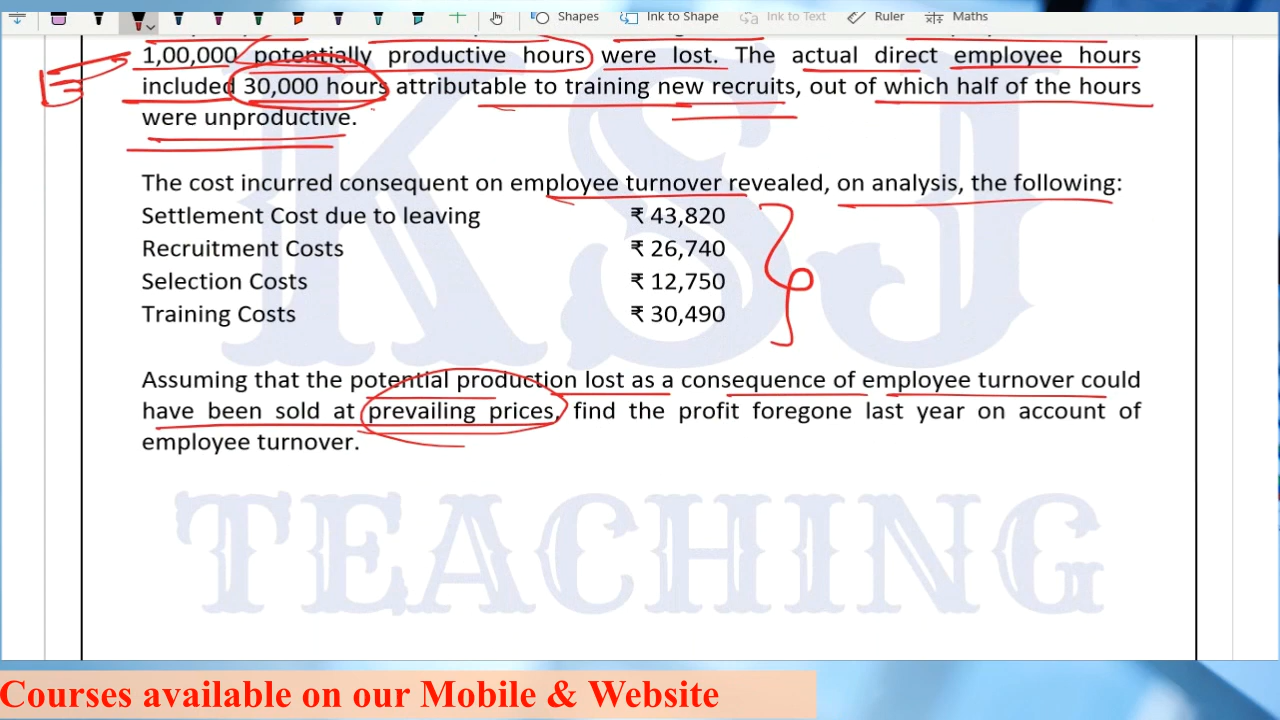 Shapes Ink to Shape Ink to Text Ruler Maths
1,00,000 potentially productive hours were lost. The actual direct employee hours
included 30,000 hours attributable to training new recruits, out of which half of the hours
were unproductive.
The cost incurred consequent on employee turnover revealed, on analysis, the following:
Settlement Cost due to leaving ₹ 43,820
Recruitment Costs ₹ 26,740
Selection Costs ₹ 12,750
Training Costs ₹ 30,490
Assuming that the potential production lost as a consequence of employee turnover could
have been sold at prevailing prices, find the profit foregone last year on account of
employee turnover.
KSJ
TEACHING
Courses available on our Mobile & Website